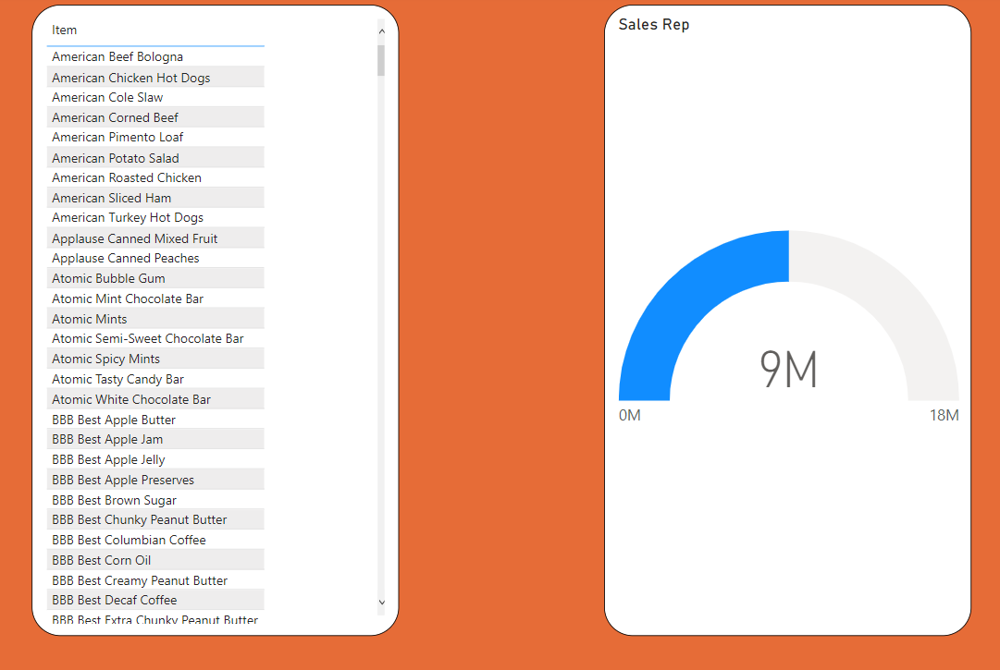 Item
American Beef Bologna
American Chicken Hot Dogs
American Cole Slaw
American Corned Beef
American Pimento Loaf
American Potato Salad
American Roasted Chicken
American Sliced Ham
American Turkey Hot Dogs
Applause Canned Mixed Fruit
Applause Canned Peaches
Atomic Bubble Gum
Atomic Mint Chocolate Bar
Atomic Mints
Atomic Semi-Sweet Chocolate Bar
Atomic Spicy Mints
Atomic Tasty Candy Bar
Atomic White Chocolate Bar
BBB Best Apple Butter
BBB Best Apple Jam
BBB Best Apple Jelly
BBB Best Apple Preserves
BBB Best Brown Sugar
BBB Best Chunky Peanut Butter
BBB Best Columbian Coffee
BBB Best Corn Oil
BBB Best Creamy Peanut Butter
BBB Best Decaf Coffee
BBB Best Extra Chunky Peanut Butter
Sales Rep
9M
0M
18M